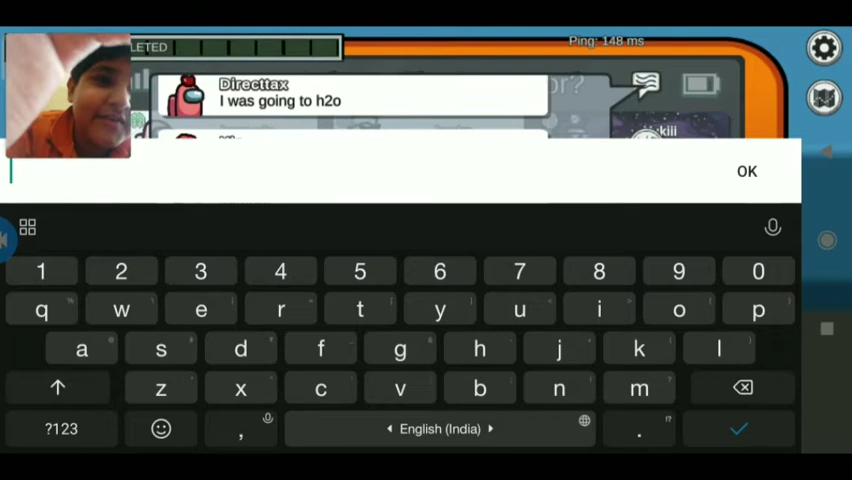 LETED
Ping: 148 ms
Directtax
I was going to h2o
or?
OK
1 2 3 4 5 6 7 8 9 0
q w e r t y u i o p
a s d f g h j k l
z x c v b n m
?123 , English (India) .